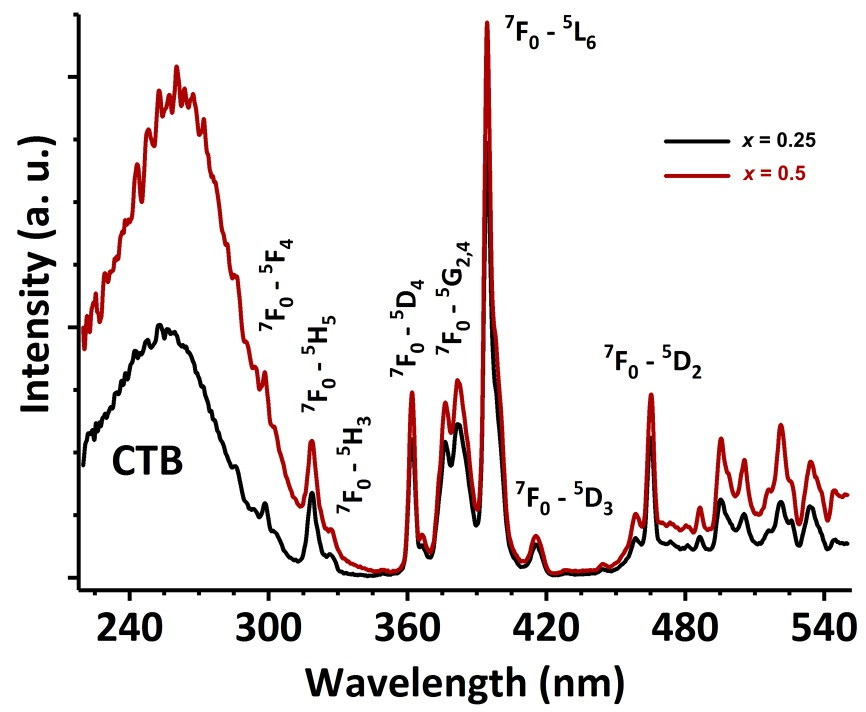 ⁷F₀ - ⁵L₆
x = 0.25
x = 0.5
⁷F₀ - ⁵F₄
⁷F₀ - ⁵H₅
⁷F₀ - ⁵H₃
⁷F₀ - ⁵D₄
⁷F₀ - ⁵G₂,₄
⁷F₀ - ⁵D₂
⁷F₀ - ⁵D₃
CTB
Intensity (a. u.)
240 300 360 420 480 540
Wavelength (nm)